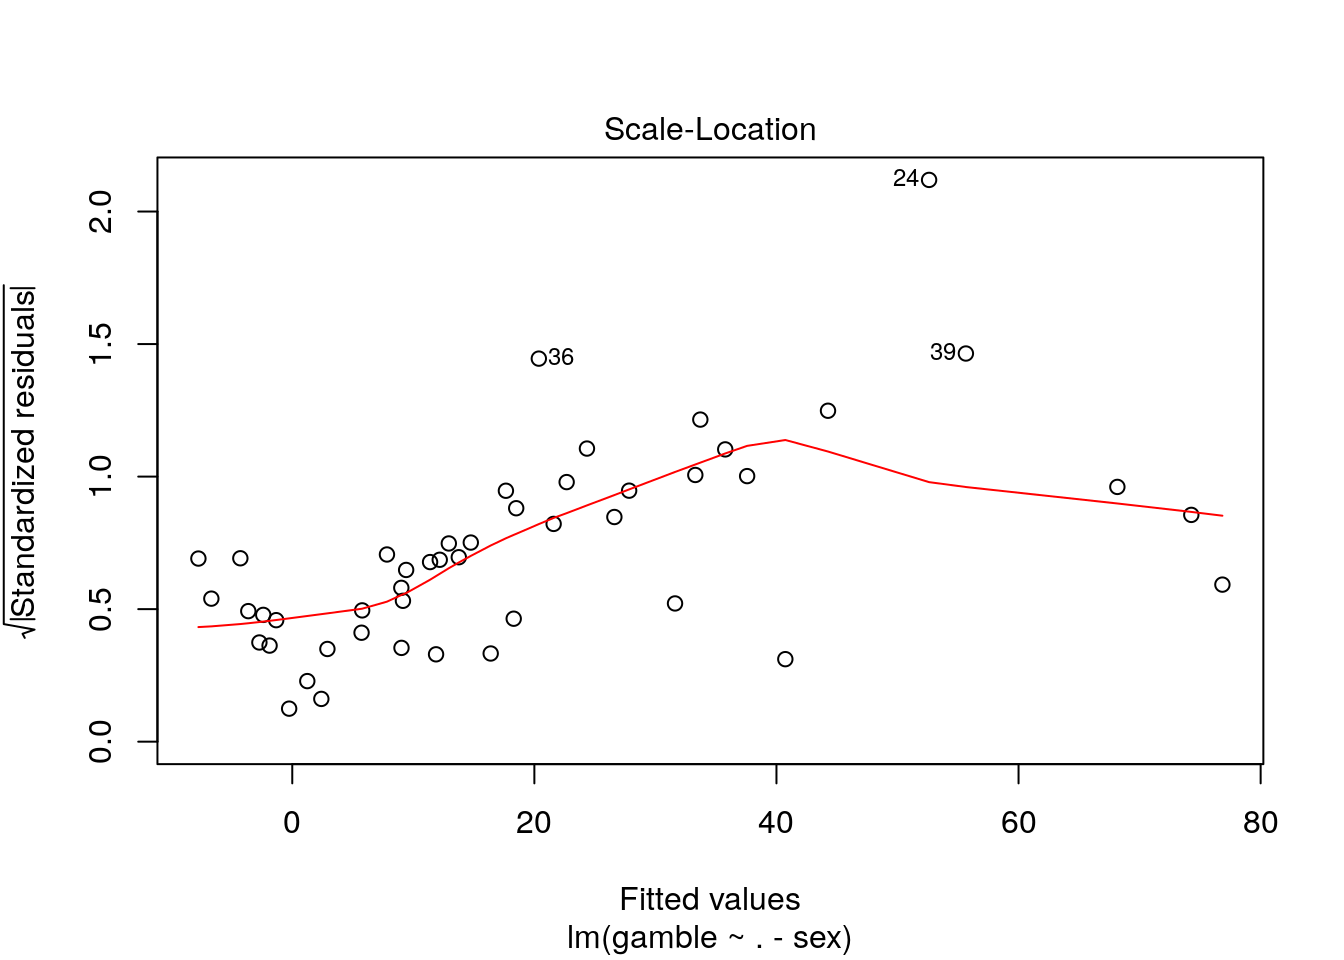 Scale-Location
√|Standardized residuals|
2.0
1.5
1.0
0.5
0.0
24
36
39
0 20 40 60 80
Fitted values
lm(gamble ~ . - sex)